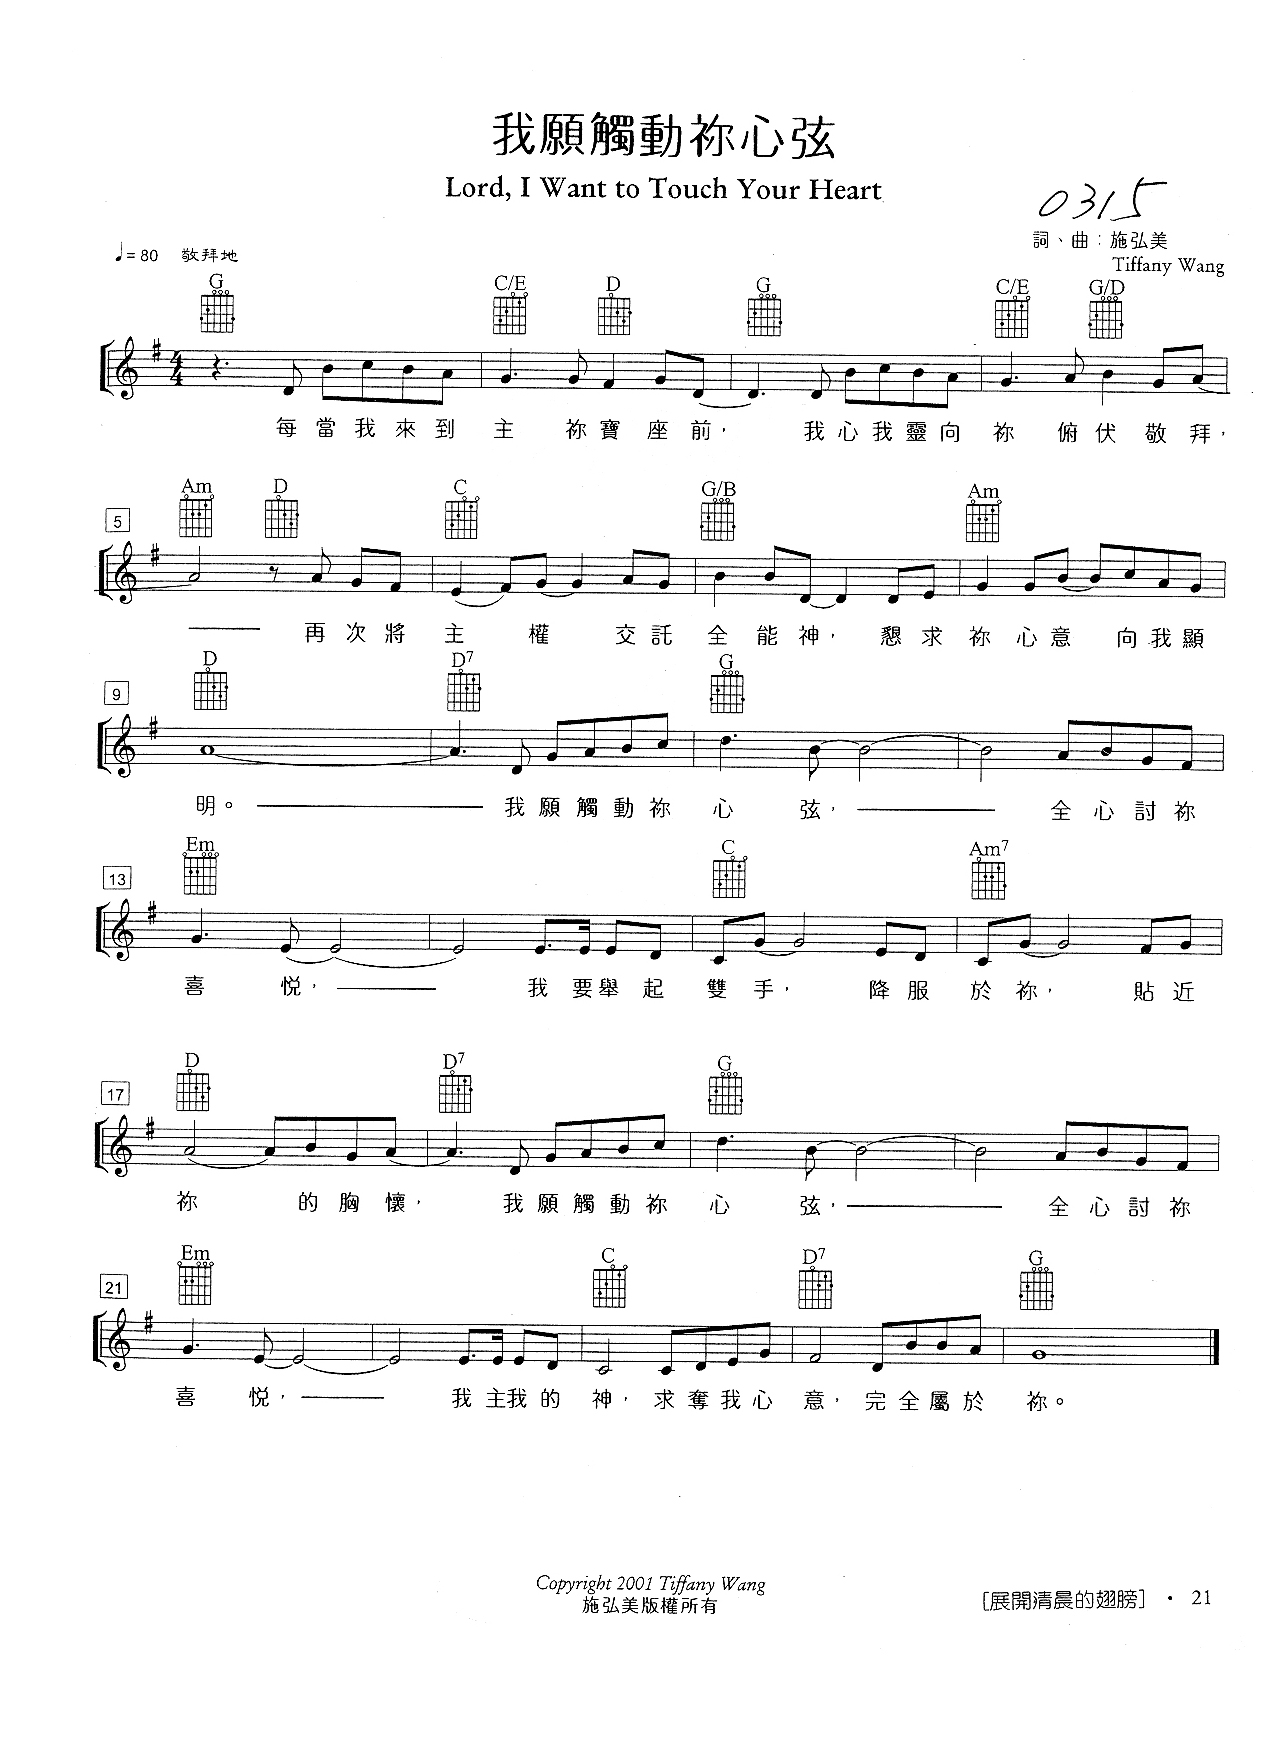 我願觸動祢心弦
Lord, I Want to Touch Your Heart
0315
詞、曲：施弘美
♩= 80 敬拜地
Tiffany Wang
G C/E D G C/E G/D
4
4
每當我來到主祢寶座前， 我心我靈向祢俯伏敬拜，
Am D C G/B Am
5
再次將主權交託全能神，懇求祢心意向我顯
D D7 G
9
明。 我願觸動祢心弦， 全心討祢
Em C Am7
13
喜悅， 我要舉起雙手，降服於祢，貼近
D D7 G
17
祢的胸懷，我願觸動祢心弦， 全心討祢
Em C D7 G
21
喜悅， 我主我的神，求奪我心意，完全屬於祢。
Copyright 2001 Tiffany Wang
施弘美版權所有
[展開清晨的翅膀] · 21